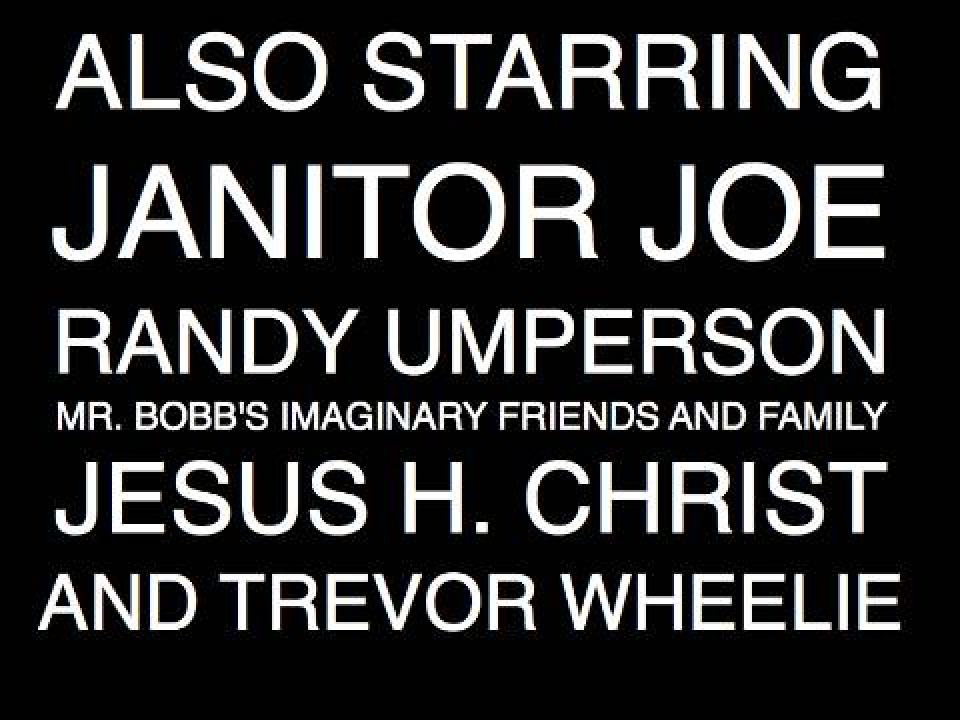 ALSO STARRING
JANITOR JOE
RANDY UMPERSON
MR. BOBB'S IMAGINARY FRIENDS AND FAMILY
JESUS H. CHRIST
AND TREVOR WHEELIE